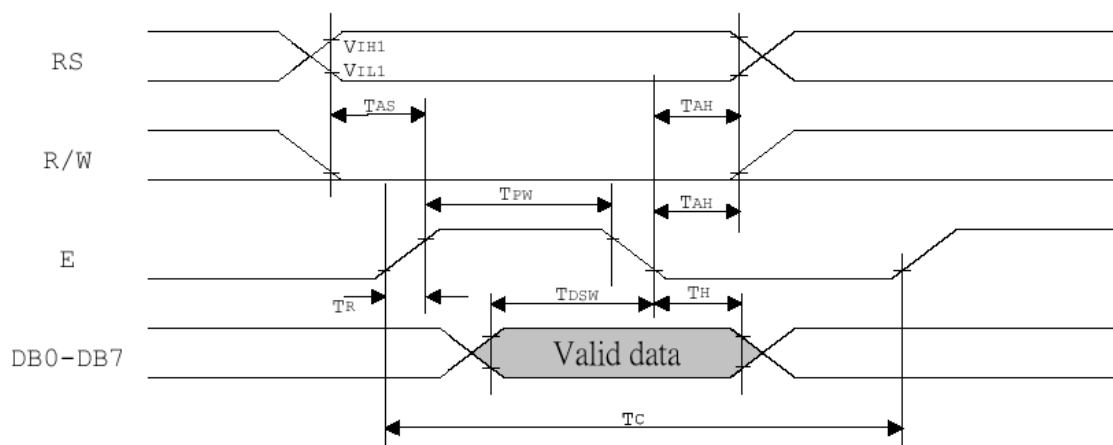 RS
VIH1
VIL1
TAS
TAH
R/W
TPW
TAH
E
TR
TDSW
TH
DB0-DB7
Valid data
TC